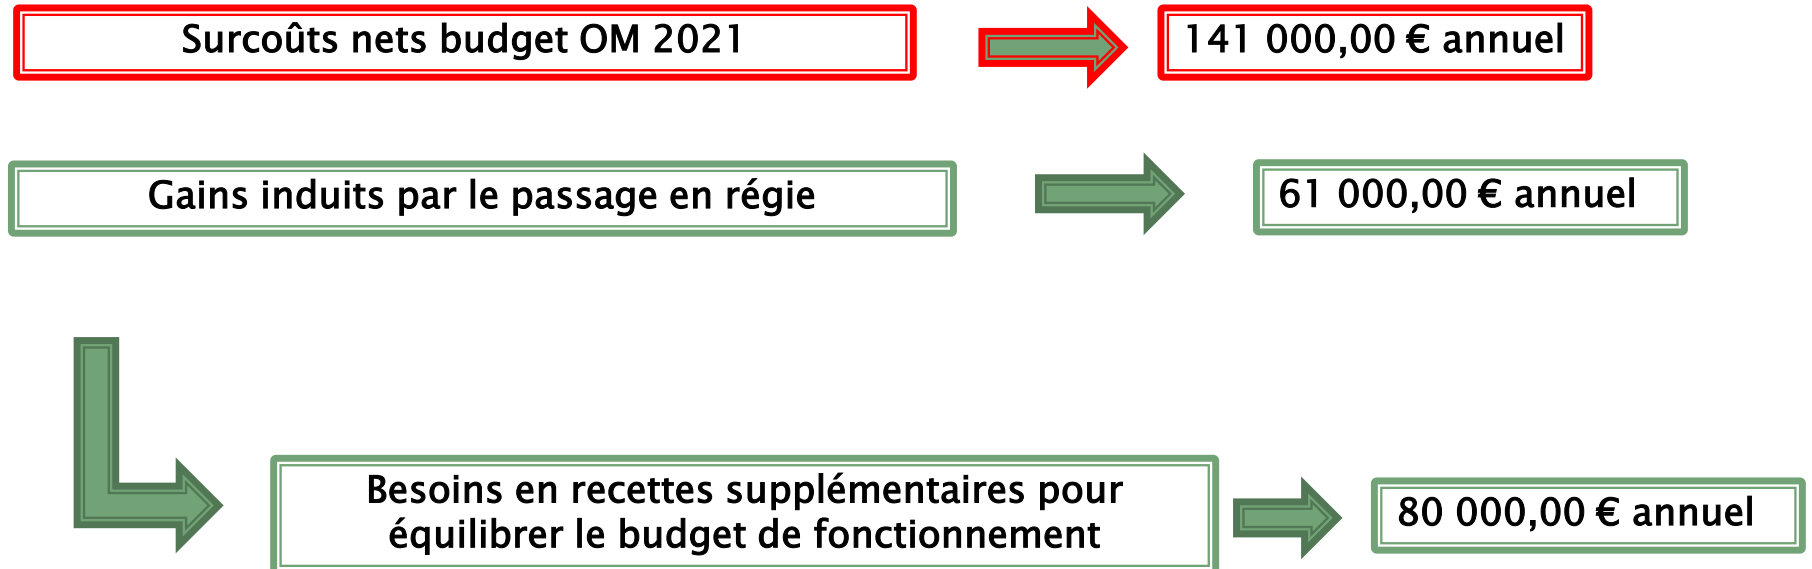 Surcoûts nets budget OM 2021
141 000,00 € annuel
Gains induits par le passage en régie
61 000,00 € annuel
Besoins en recettes supplémentaires pour
équilibrer le budget de fonctionnement
80 000,00 € annuel